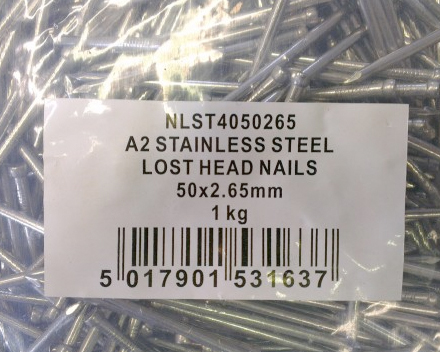 NLST4050265
A2 STAINLESS STEEL
LOST HEAD NAILS
50x2.65mm
1 kg
5 017901 531637